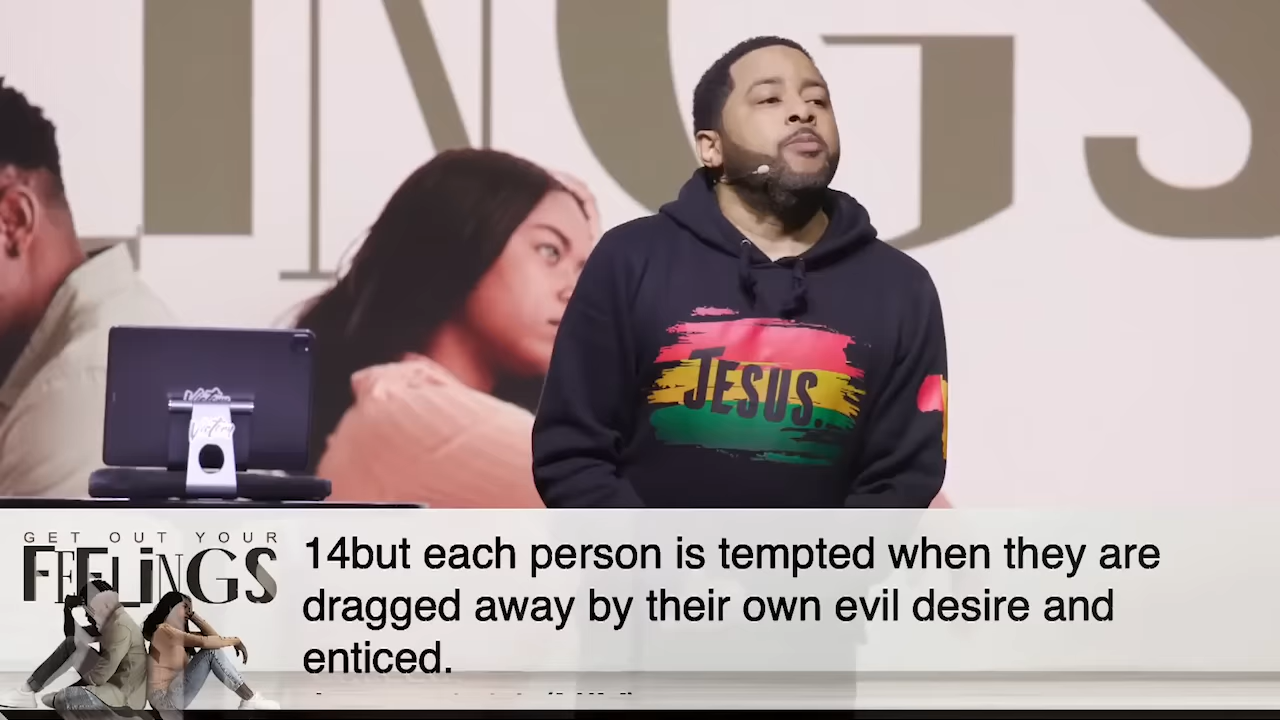 INGS
JESUS.
Victory
GET OUT YOUR
FEELiNGS
14but each person is tempted when they are
dragged away by their own evil desire and
enticed.